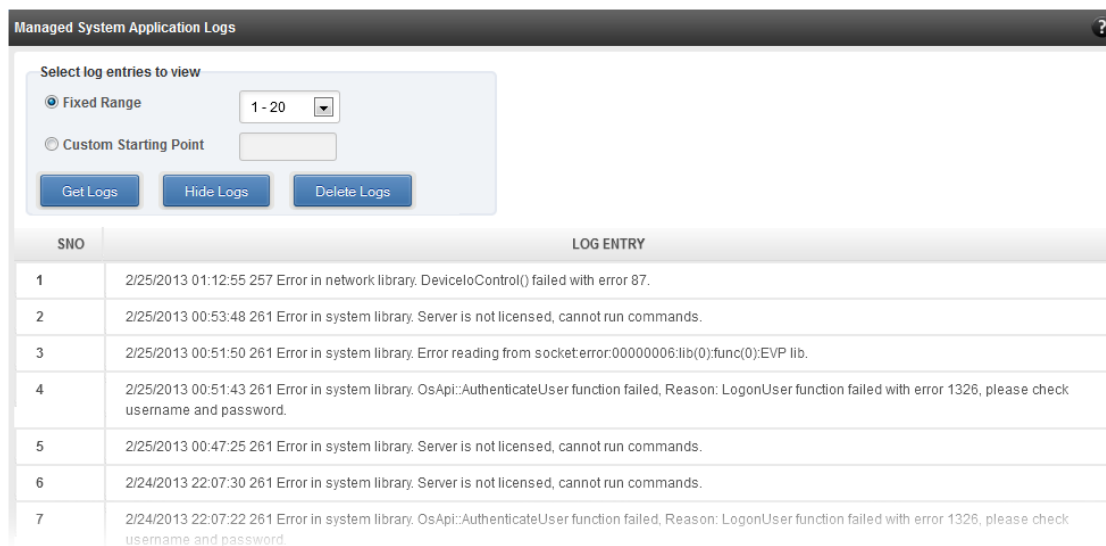 Managed System Application Logs ?
Select log entries to view
Fixed Range 1 - 20
Custom Starting Point
Get Logs Hide Logs Delete Logs
SNO LOG ENTRY
1 2/25/2013 01:12:55 257 Error in network library. DeviceIoControl() failed with error 87.
2 2/25/2013 00:53:48 261 Error in system library. Server is not licensed, cannot run commands.
3 2/25/2013 00:51:50 261 Error in system library. Error reading from socket:error:00000006:lib(0):func(0):EVP lib.
4 2/25/2013 00:51:43 261 Error in system library. OsApi::AuthenticateUser function failed, Reason: LogonUser function failed with error 1326, please check
username and password.
5 2/25/2013 00:47:25 261 Error in system library. Server is not licensed, cannot run commands.
6 2/24/2013 22:07:30 261 Error in system library. Server is not licensed, cannot run commands.
7 2/24/2013 22:07:22 261 Error in system library. OsApi::AuthenticateUser function failed, Reason: LogonUser function failed with error 1326, please check
username and password.